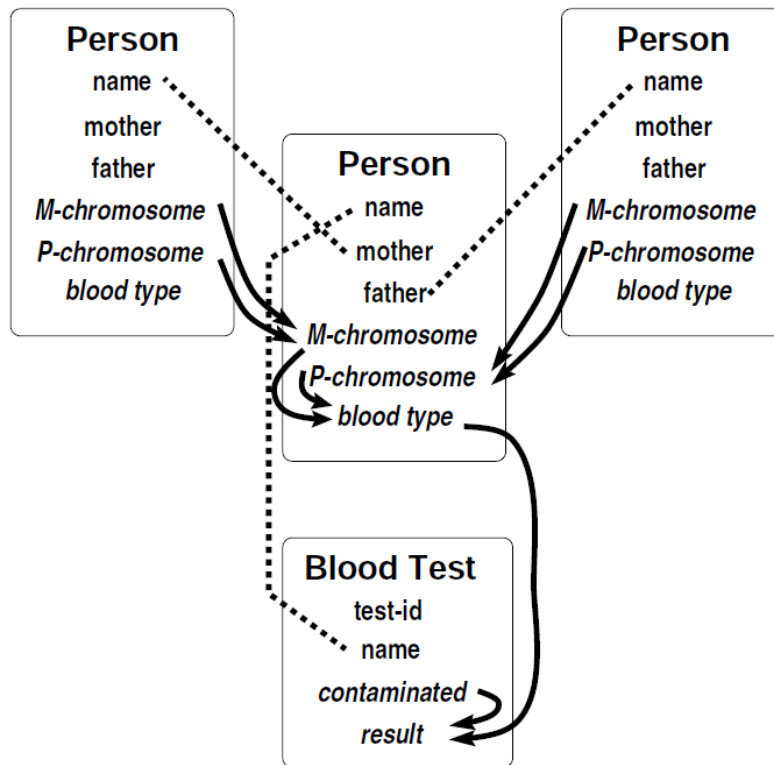 Person
name
mother
father
M-chromosome
P-chromosome
blood type
Person
name
mother
father
M-chromosome
P-chromosome
blood type
Person
name
mother
father
M-chromosome
P-chromosome
blood type
Blood Test
test-id
name
contaminated
result